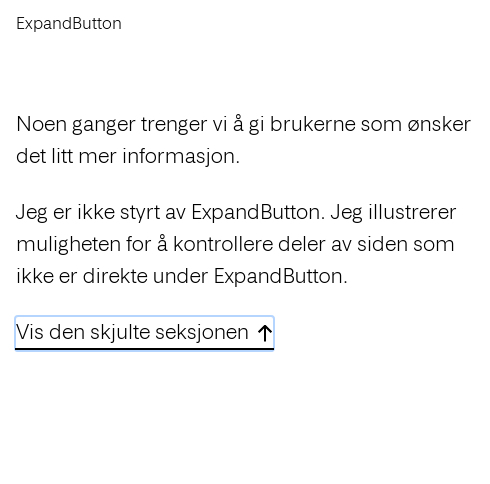 ExpandButton
Noen ganger trenger vi å gi brukerne som ønsker
det litt mer informasjon.
Jeg er ikke styrt av ExpandButton. Jeg illustrerer
muligheten for å kontrollere deler av siden som
ikke er direkte under ExpandButton.
Vis den skjulte seksjonen ↑